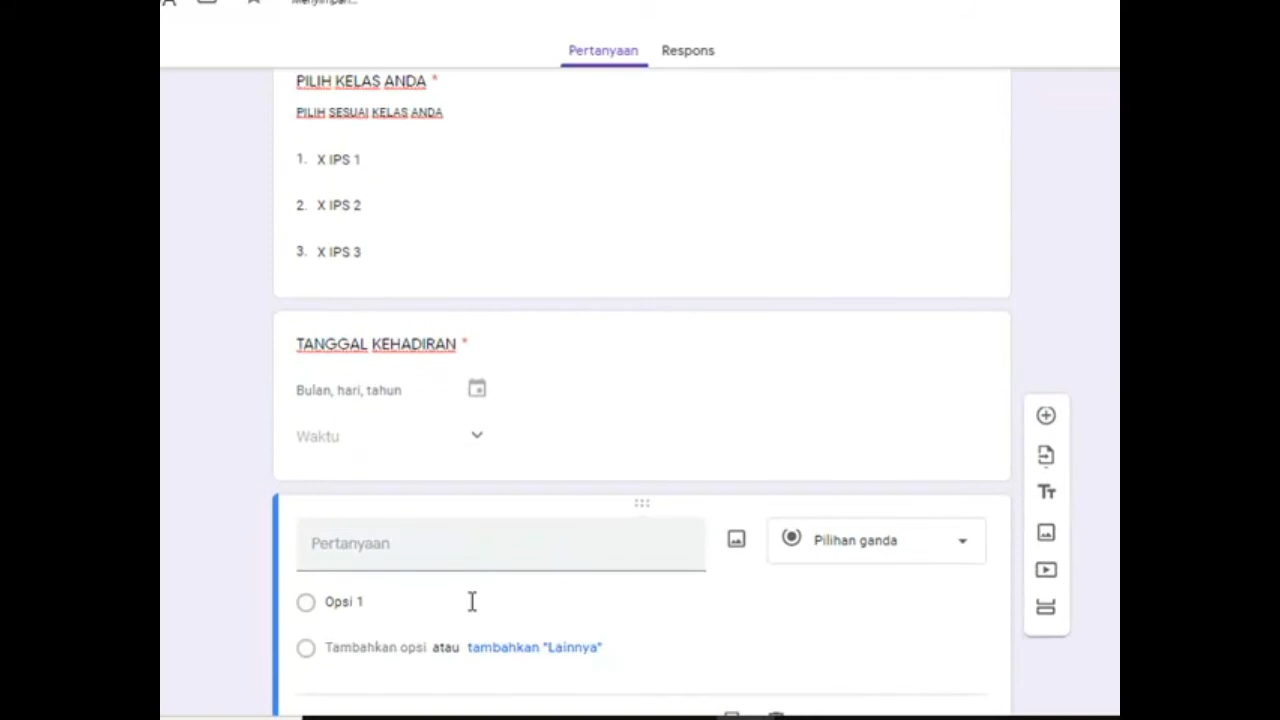 Menyimpan...
Pertanyaan Respons
PILIH KELAS ANDA *
PILIH SESUAI KELAS ANDA
1. X IPS 1
2. X IPS 2
3. X IPS 3
TANGGAL KEHADIRAN *
Bulan, hari, tahun
Waktu
Pertanyaan
Pilihan ganda
Opsi 1
Tambahkan opsi atau tambahkan "Lainnya"